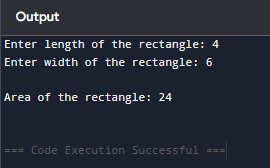 Output
Enter length of the rectangle: 4
Enter width of the rectangle: 6
Area of the rectangle: 24
=== Code Execution Successful ===